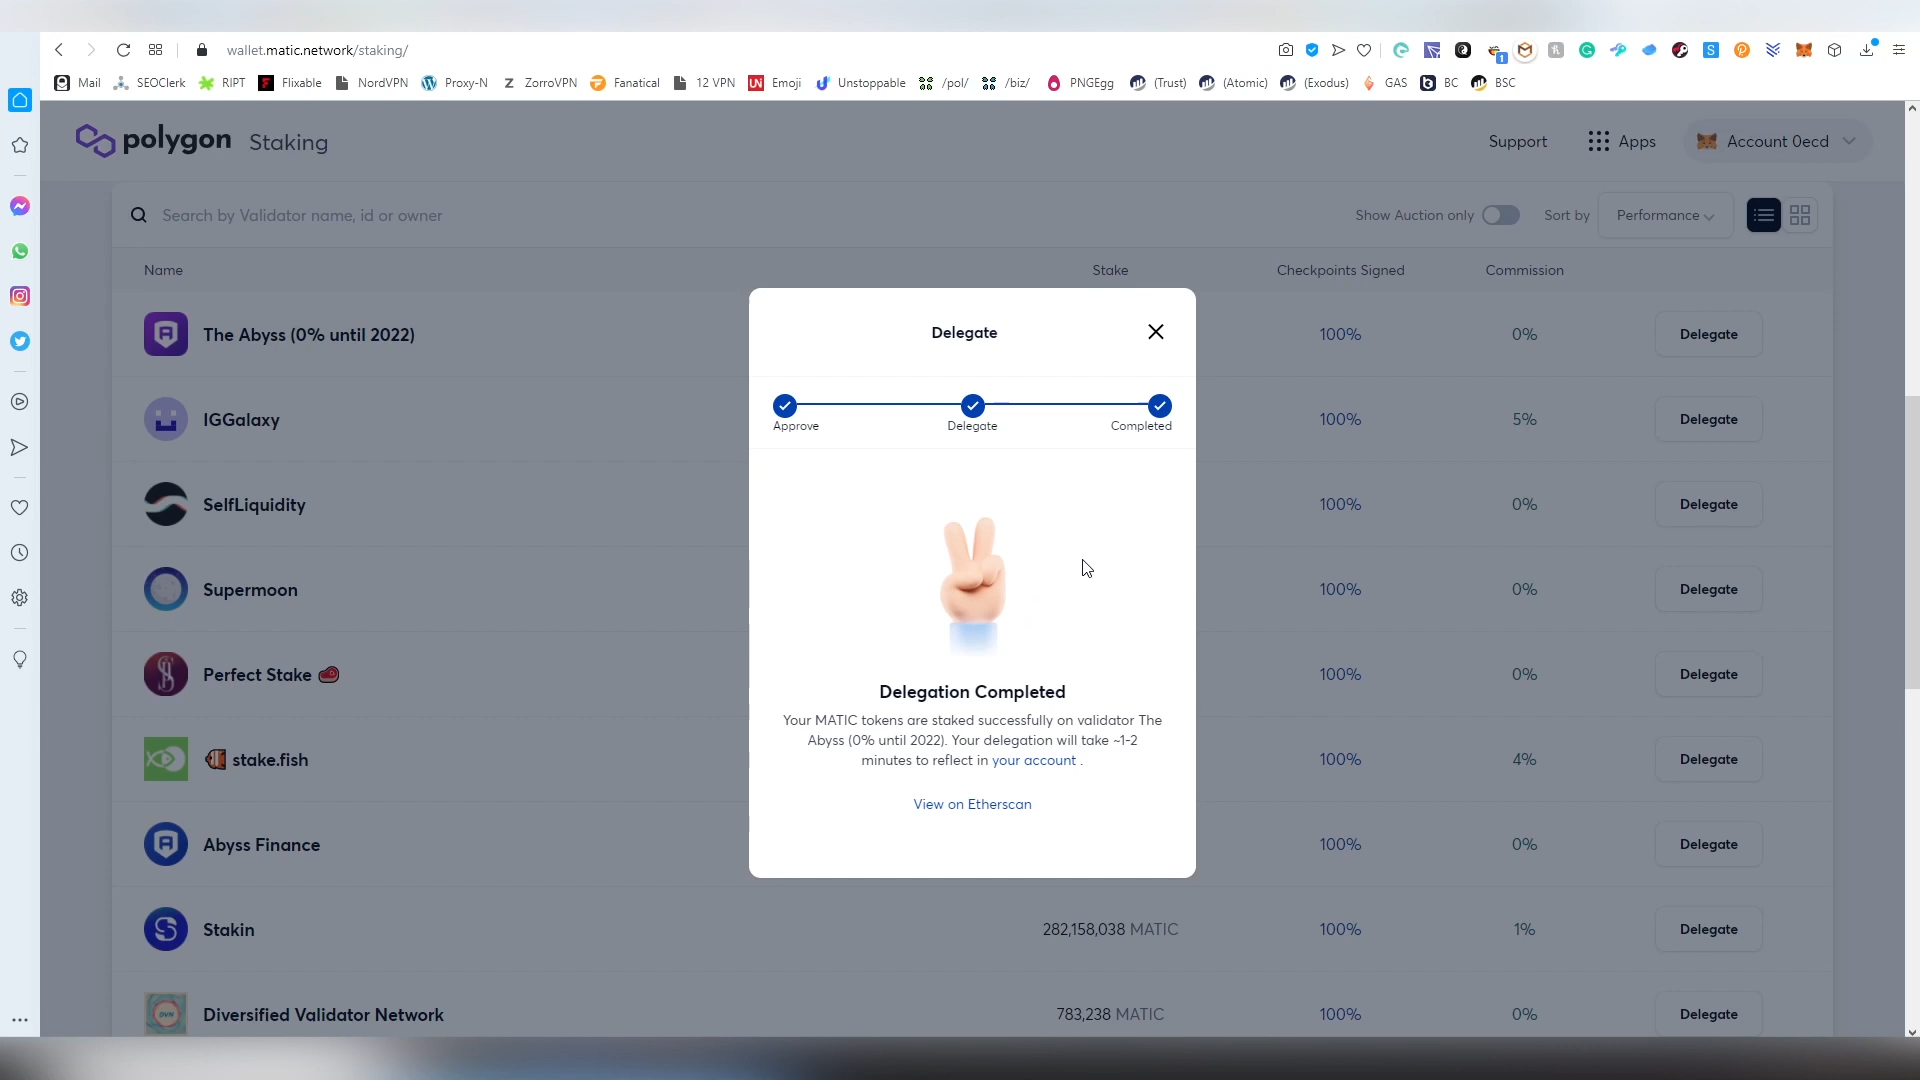 wallet.matic.network/staking/
1
S
Mail SEOClerk RIPT Flixable NordVPN Proxy-N Z ZorroVPN Fanatical 12 VPN UN Emoji Unstoppable /pol/ /biz/ PNGEgg (Trust) (Atomic) (Exodus) GAS BC BSC
polygon Staking Support Apps Account 0ecd
Search by Validator name, id or owner Show Auction only Sort by Performance
Name Stake Checkpoints Signed Commission
The Abyss (0% until 2022) 100% 0% Delegate
IGGalaxy 100% 5% Delegate
SelfLiquidity 100% 0% Delegate
Supermoon 100% 0% Delegate
Perfect Stake 🥩 100% 0% Delegate
🐠 stake.fish 100% 4% Delegate
Abyss Finance 100% 0% Delegate
Stakin 282,158,038 MATIC 100% 1% Delegate
DVN Diversified Validator Network 783,238 MATIC 100% 0% Delegate
Delegate
Approve Delegate Completed
Delegation Completed
Your MATIC tokens are staked successfully on validator The
Abyss (0% until 2022). Your delegation will take ~1-2
minutes to reflect in your account .
View on Etherscan